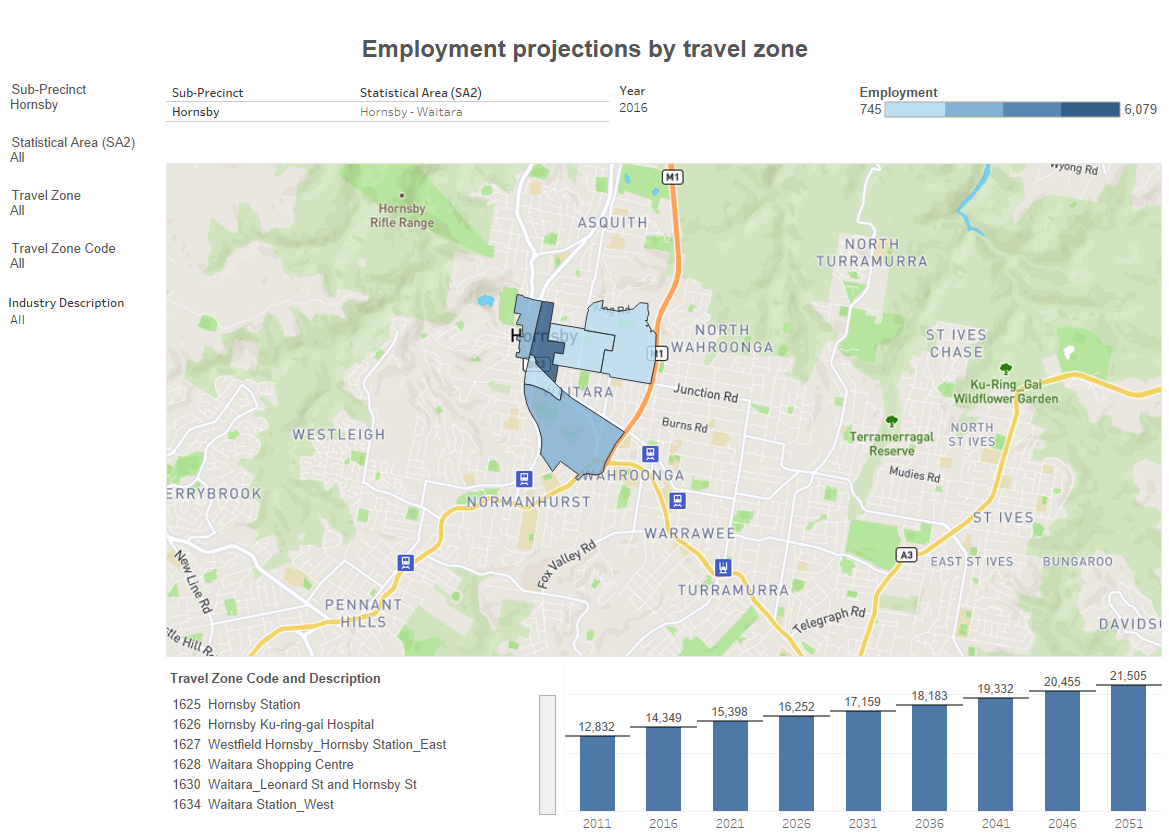 Employment projections by travel zone
Sub-Precinct
Hornsby
Statistical Area (SA2)
All
Travel Zone
All
Travel Zone Code
All
Industry Description
All
Sub-Precinct Statistical Area (SA2)
Hornsby Hornsby - Waitara
Year
2016
Employment
745 6,079
Wyong Rd
M1
Hornsby
Rifle Range
ASQUITH
NORTH
TURRAMURRA
King Rd
Hornsby
NORTH
WAHROONGA
M1
ST IVES
CHASE
Ku-Ring_Gai
Wildflower Garden
WAITARA
Junction Rd
Burns Rd
WESTLEIGH
Terramerragal
Reserve
NORTH
ST IVES
Mudies Rd
WAHROONGA
ERRYBROOK
NORMANHURST
ST IVES
WARRAWEE
A3
EAST ST IVES
BUNGAROO
New Line Rd
Fox Valley Rd
TURRAMURRA
PENNANT
HILLS
Telegraph Rd
DAVIDSO
tle Hill R
Travel Zone Code and Description
1625 Hornsby Station
1626 Hornsby Ku-ring-gai Hospital
1627 Westfield Hornsby_Hornsby Station_East
1628 Waitara Shopping Centre
1630 Waitara_Leonard St and Hornsby St
1634 Waitara Station_West
12,832 14,349 15,398 16,252 17,159 18,183 19,332 20,455 21,505
2011 2016 2021 2026 2031 2036 2041 2046 2051